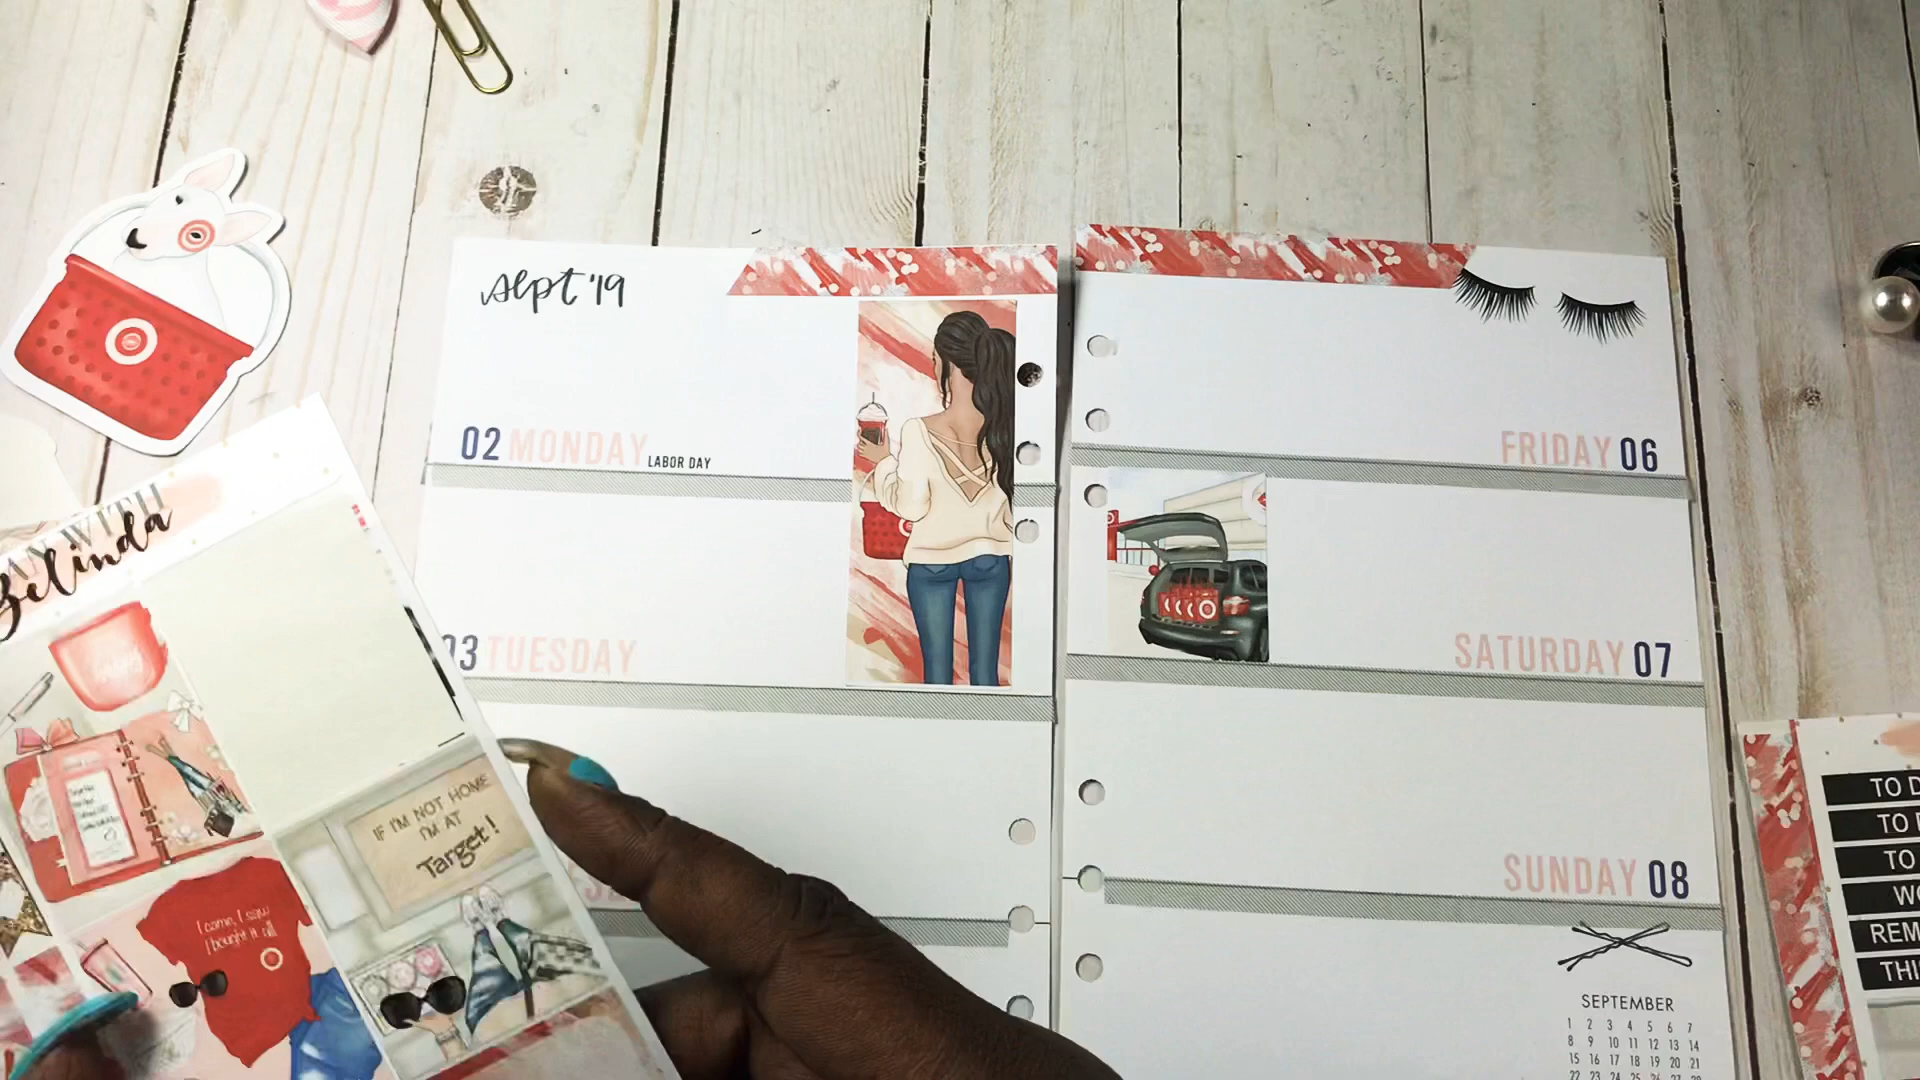 Sept '19
02 MONDAY LABOR DAY
03 TUESDAY
FRIDAY 06
SATURDAY 07
SUNDAY 08
SEPTEMBER
1 2 3 4 5 6 7
8 9 10 11 12 13 14
15 16 17 18 19 20 21
WITH
Belinda
IF I'M NOT HOME
I'M AT
Target!
I came, I saw
I bought it all
TO
TO
TO
REM
THI